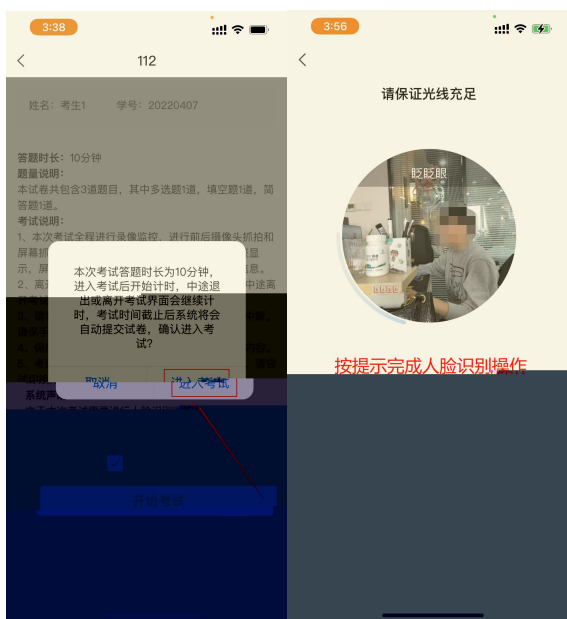 3:38
112
姓名：考生1 学号：20220407
答题时长：10分钟
题量说明：
本试卷共包含3道题目，其中多选题1道，填空题1道，简
答题1道。
考试说明：
1、本次考试全程进行录像监控，进行前后摄像头抓拍和
本次考试答题时长为10分钟，
进入考试后开始计时，中途退
出或离开考试界面会继续计
时，考试时间截止后系统将会
自动提交试卷，确认进入考
试？
取消 进入考试
开始考试
3:56
请保证光线充足
眨眨眼
按提示完成人脸识别操作